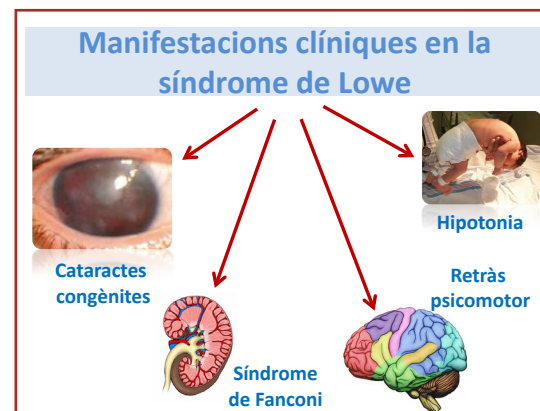 Manifestacions clíniques en la
síndrome de Lowe
Cataractes
congènites
Hipotonia
Retràs
psicomotor
Síndrome
de Fanconi